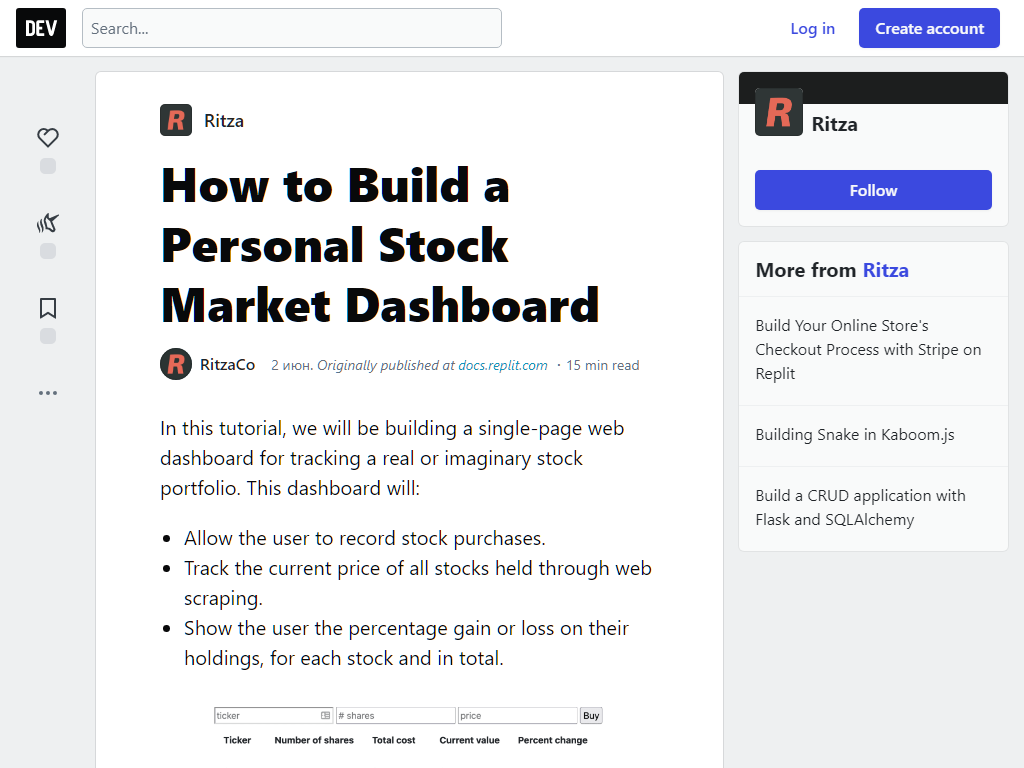 DEV
Search...
Log in
Create account
Ritza
How to Build a
Personal Stock
Market Dashboard
RitzaCo 2 июн. Originally published at docs.replit.com · 15 min read
In this tutorial, we will be building a single-page web
dashboard for tracking a real or imaginary stock
portfolio. This dashboard will:
Allow the user to record stock purchases.
Track the current price of all stocks held through web
scraping.
Show the user the percentage gain or loss on their
holdings, for each stock and in total.
ticker # shares price Buy
Ticker Number of shares Total cost Current value Percent change
R Ritza
Follow
More from Ritza
Build Your Online Store's
Checkout Process with Stripe on
Replit
Building Snake in Kaboom.js
Build a CRUD application with
Flask and SQLAlchemy